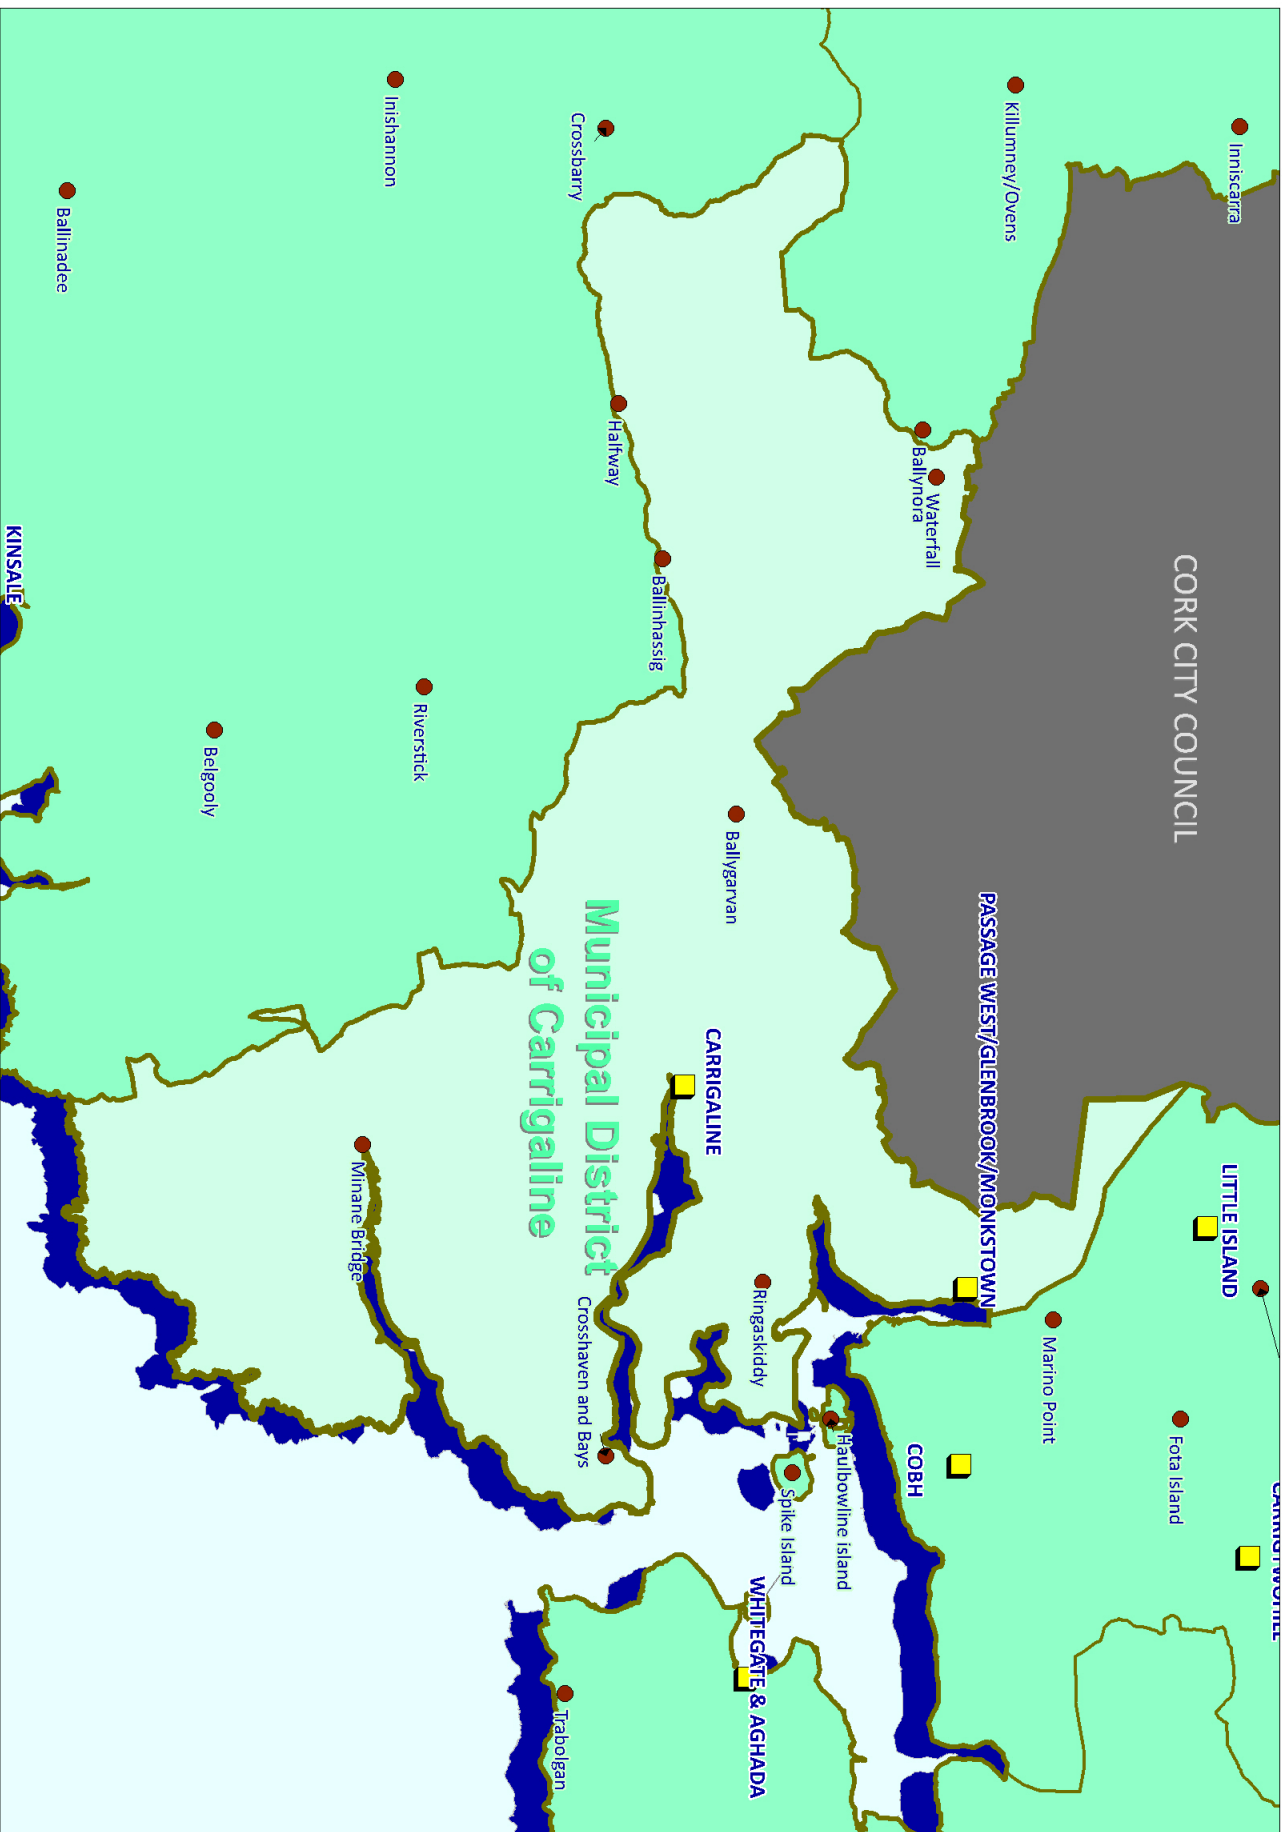 Inniscarra
LITTLE ISLAND
CORK CITY COUNCIL
Fota Island
Marino Point
Killumney/Ovens
PASSAGE WEST/GLENBROOK/MONKSTOWN
Waterfall
Ballynora
COBH
Haulbowline island
Spike Island
Ringaskiddy
WHITEGATE & AGHADA
Ballygarvan
CARRIGALINE
Ballinhassig
Halfway
Municipal District
of Carrigaline
Crosshaven and Bays
Crossbarry
Trabolgan
Riverstick
Inishannon
Minane Bridge
Belgooly
Ballinadee
KINSALE